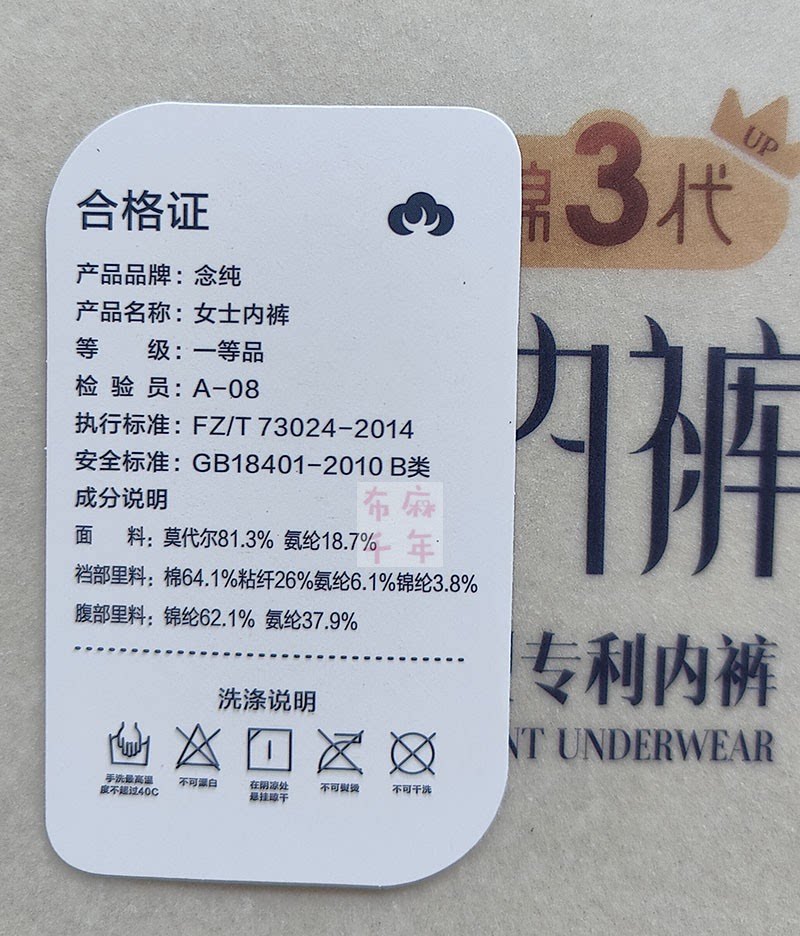 合格证
产品品牌：念纯
产品名称：女士内裤
等　　级：一等品
检 验 员：A-08
执行标准：FZ/T 73024-2014
安全标准：GB18401-2010 B类
成分说明
面　　料：莫代尔81.3% 氨纶18.7%
裆部里料：棉64.1%粘纤26%氨纶6.1%锦纶3.8%
腹部里料：锦纶62.1% 氨纶37.9%
洗涤说明
手洗最高温
度不超过40C
不可漂白
在阴凉处
悬挂晾干
不可熨烫
不可干洗
布麻
千年
UP
棉3代
内裤
专利内裤
NT UNDERWEAR